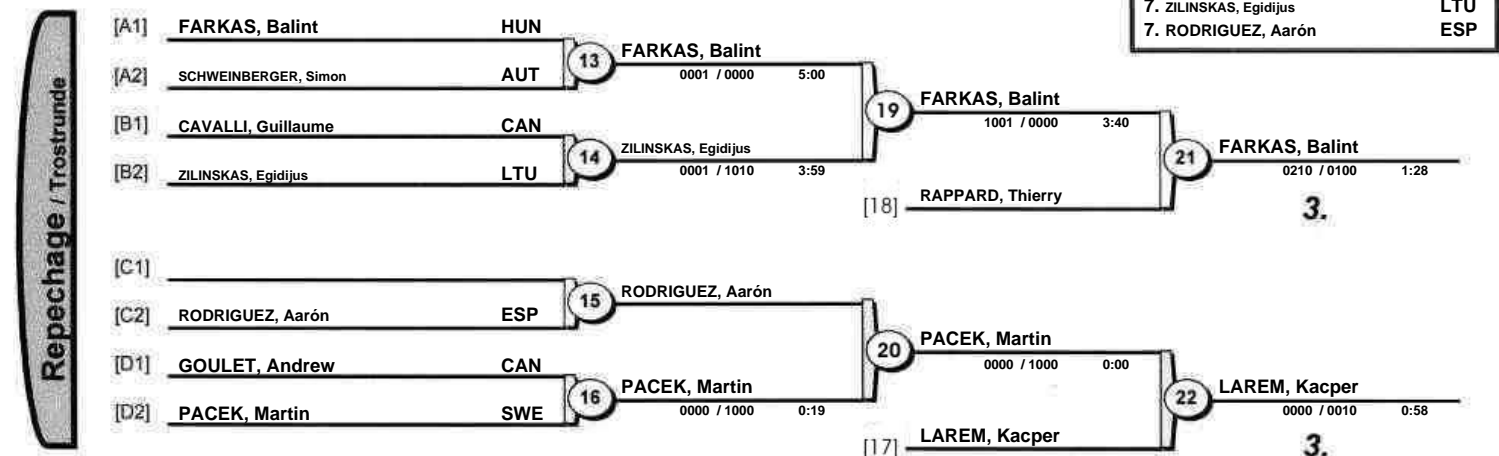 7. ZILINSKAS, Egidijus LTU
7. RODRIGUEZ, Aarón ESP
Repechage / Trostrunde
[A1] FARKAS, Balint HUN
[A2] SCHWEINBERGER, Simon AUT
13
FARKAS, Balint
0001 / 0000 5:00
[B1] CAVALLI, Guillaume CAN
[B2] ZILINSKAS, Egidijus LTU
14
ZILINSKAS, Egidijus
0001 / 1010 3:59
19
FARKAS, Balint
1001 / 0000 3:40
[18] RAPPARD, Thierry
21
FARKAS, Balint
0210 / 0100 1:28
3.
[C1]
[C2] RODRIGUEZ, Aarón ESP
15
RODRIGUEZ, Aarón
[D1] GOULET, Andrew CAN
[D2] PACEK, Martin SWE
16
PACEK, Martin
0000 / 1000 0:19
20
PACEK, Martin
0000 / 1000 0:00
[17] LAREM, Kacper
22
LAREM, Kacper
0000 / 0010 0:58
3.